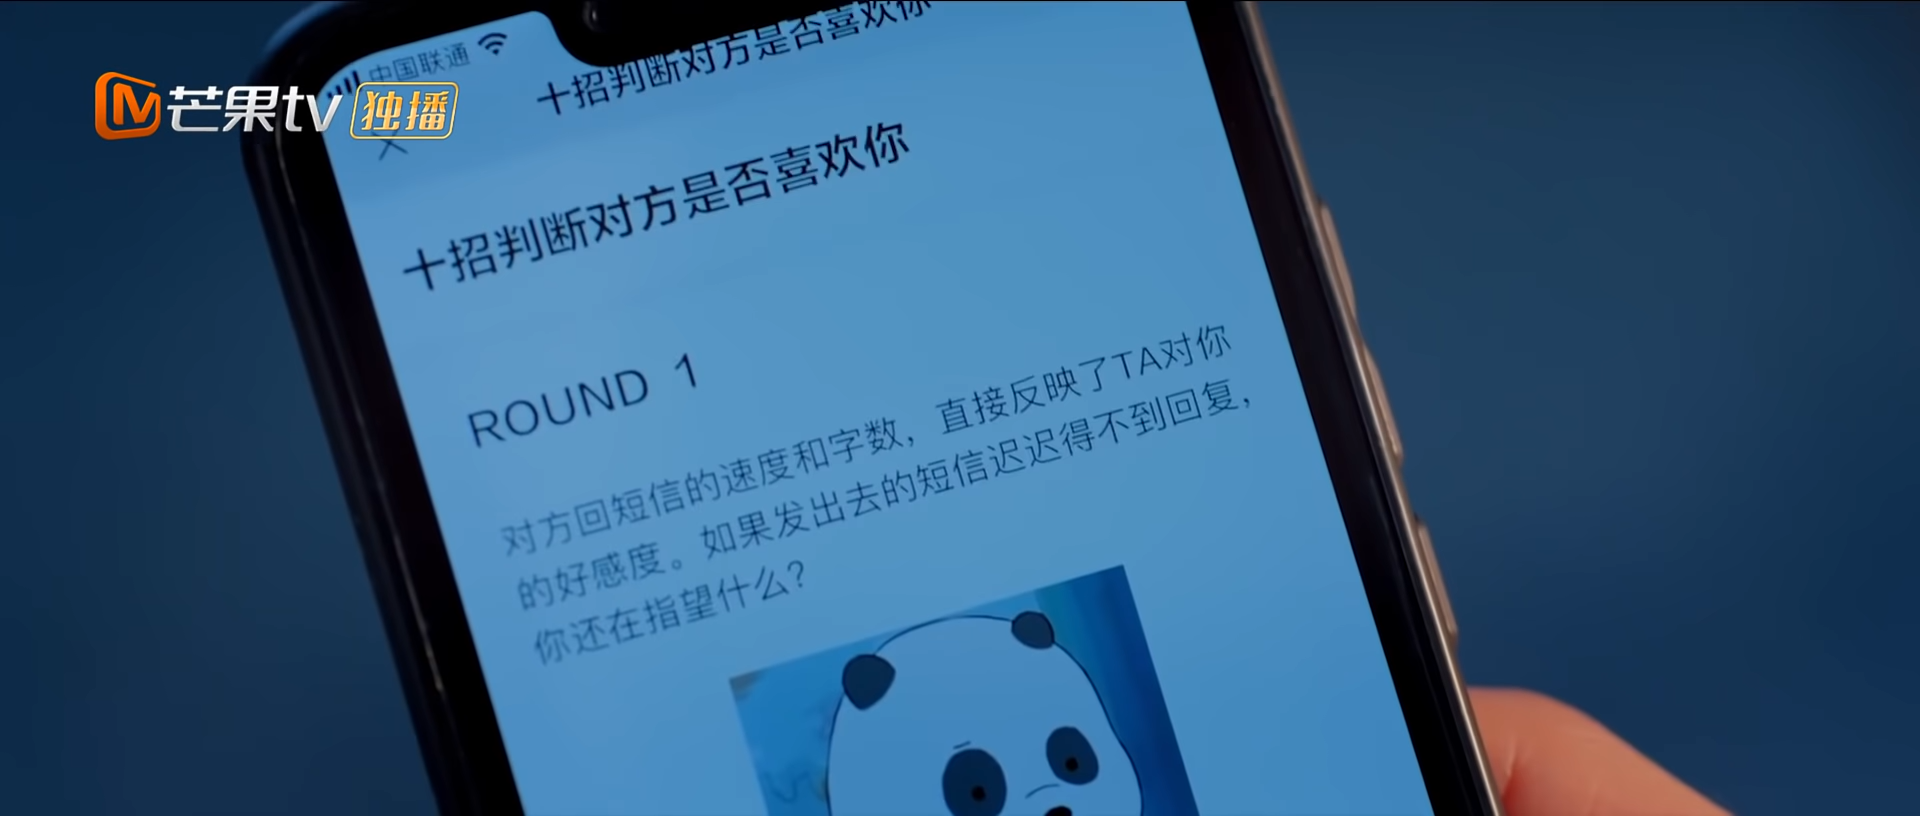 中国联通
芒果tv 独播
十招判断对方是否喜欢你
十招判断对方是否喜欢你
ROUND 1
对方回短信的速度和字数，直接反映了TA对你
的好感度。如果发出去的短信迟迟得不到回复，
你还在指望什么？